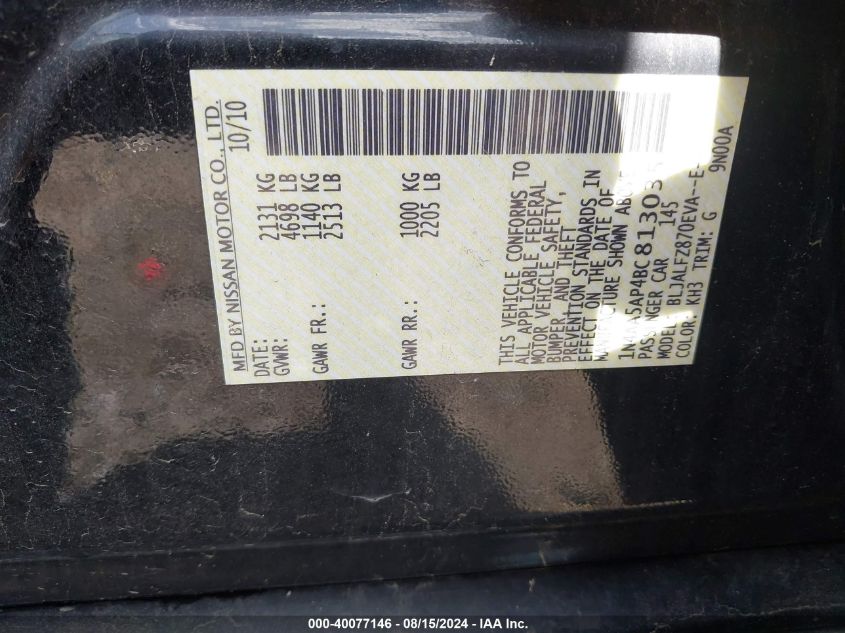 MFD BY NISSAN MOTOR CO., LTD.
DATE: 10/10
GVWR: 2131 KG
4698 LB
GAWR FR.: 1140 KG
2513 LB
GAWR RR.: 1000 KG
2205 LB
THIS VEHICLE CONFORMS TO
ALL APPLICABLE FEDERAL
MOTOR VEHICLE SAFETY,
BUMPER, AND THEFT
PREVENTION STANDARDS IN
EFFECT ON THE DATE OF
MANUFACTURE SHOWN ABOVE
PASSENGER CAR 145
MODEL: BLJALFZ870EVA--E-
COLOR: KH3 TRIM: G 9N00A
000-40077146 - 08/15/2024 - IAA Inc.